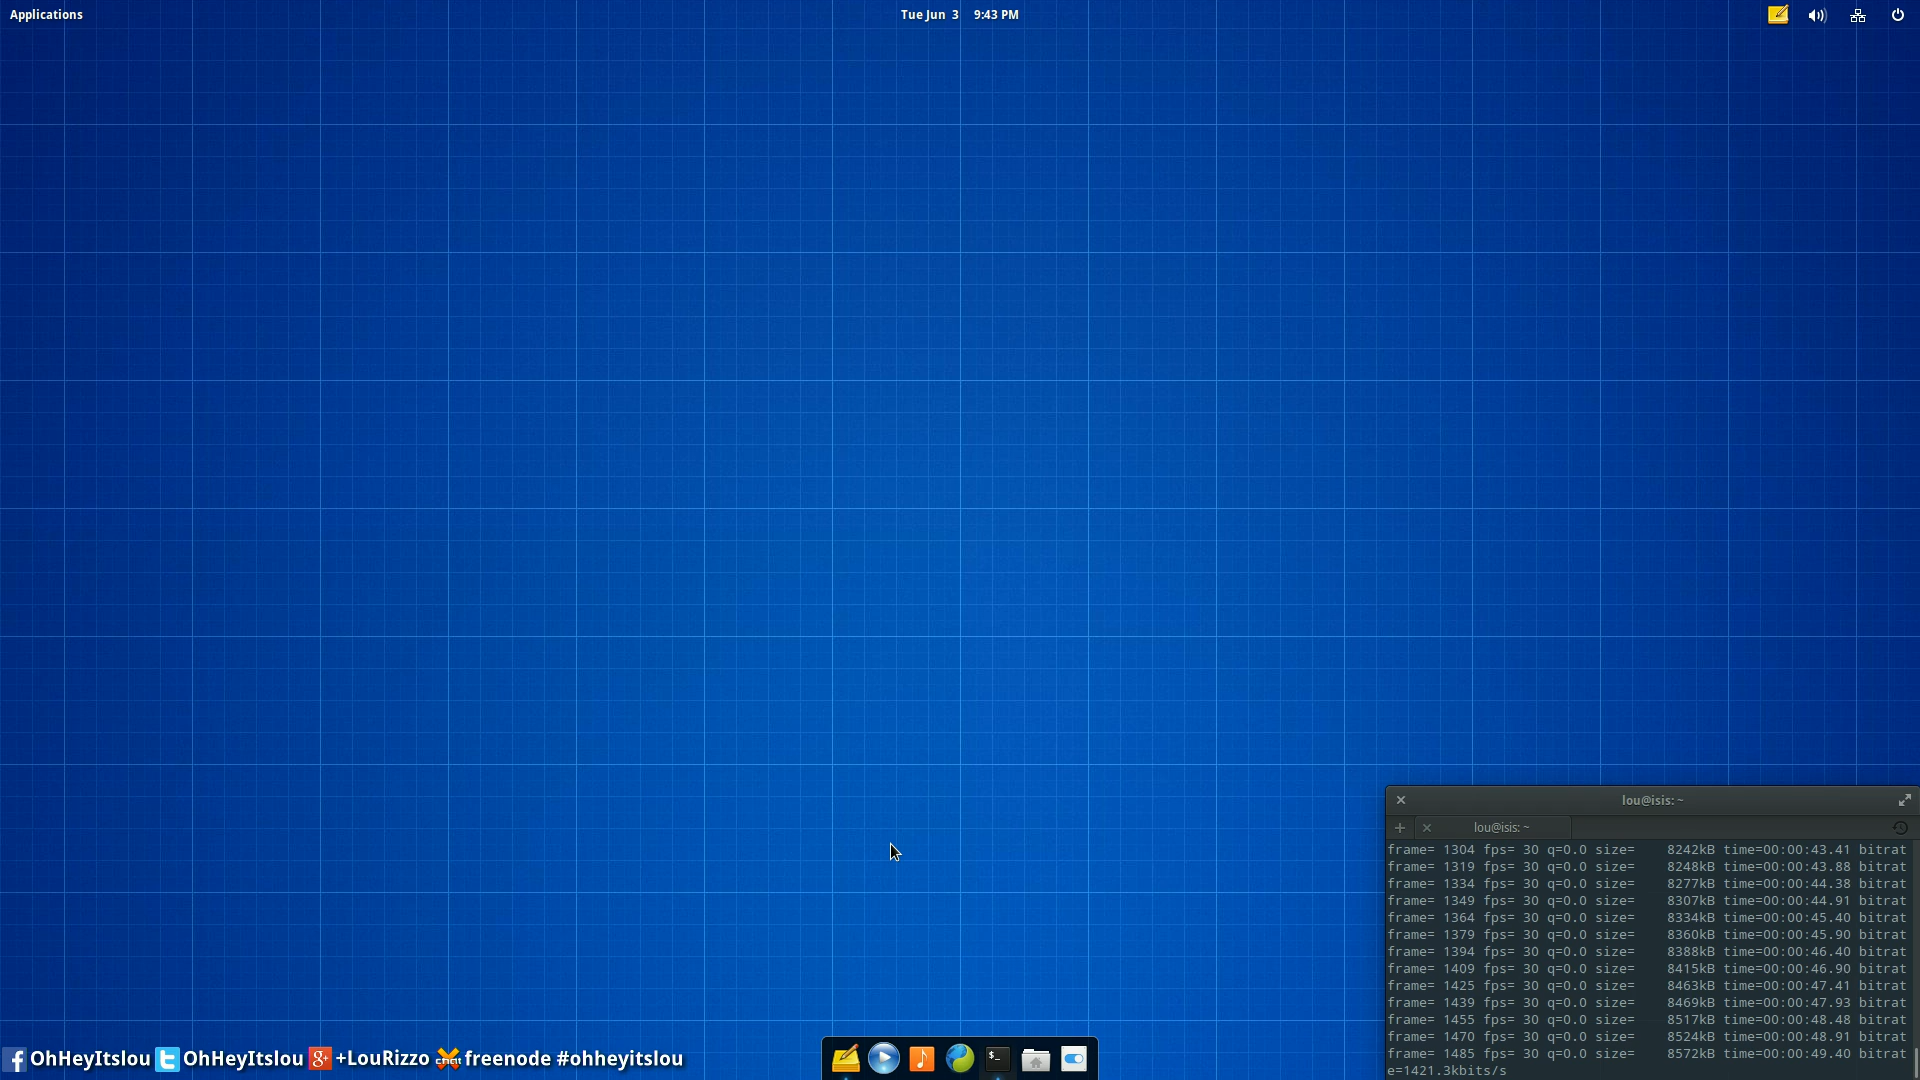 Applications
Tue Jun 3 9:43 PM
lou@isis: ~
lou@isis: ~
frame= 1304 fps= 30 q=0.0 size=    8242kB time=00:00:43.41 bitrat
frame= 1319 fps= 30 q=0.0 size=    8248kB time=00:00:43.88 bitrat
frame= 1334 fps= 30 q=0.0 size=    8277kB time=00:00:44.38 bitrat
frame= 1349 fps= 30 q=0.0 size=    8307kB time=00:00:44.91 bitrat
frame= 1364 fps= 30 q=0.0 size=    8334kB time=00:00:45.40 bitrat
frame= 1379 fps= 30 q=0.0 size=    8360kB time=00:00:45.90 bitrat
frame= 1394 fps= 30 q=0.0 size=    8388kB time=00:00:46.40 bitrat
frame= 1409 fps= 30 q=0.0 size=    8415kB time=00:00:46.90 bitrat
frame= 1425 fps= 30 q=0.0 size=    8463kB time=00:00:47.41 bitrat
frame= 1439 fps= 30 q=0.0 size=    8469kB time=00:00:47.93 bitrat
frame= 1455 fps= 30 q=0.0 size=    8517kB time=00:00:48.48 bitrat
frame= 1470 fps= 30 q=0.0 size=    8524kB time=00:00:48.91 bitrat
frame= 1485 fps= 30 q=0.0 size=    8572kB time=00:00:49.40 bitrat
e=1421.3kbits/s
f OhHeyItslou t OhHeyItslou g+ +LouRizzo chat freenode #ohheyitslou
$_